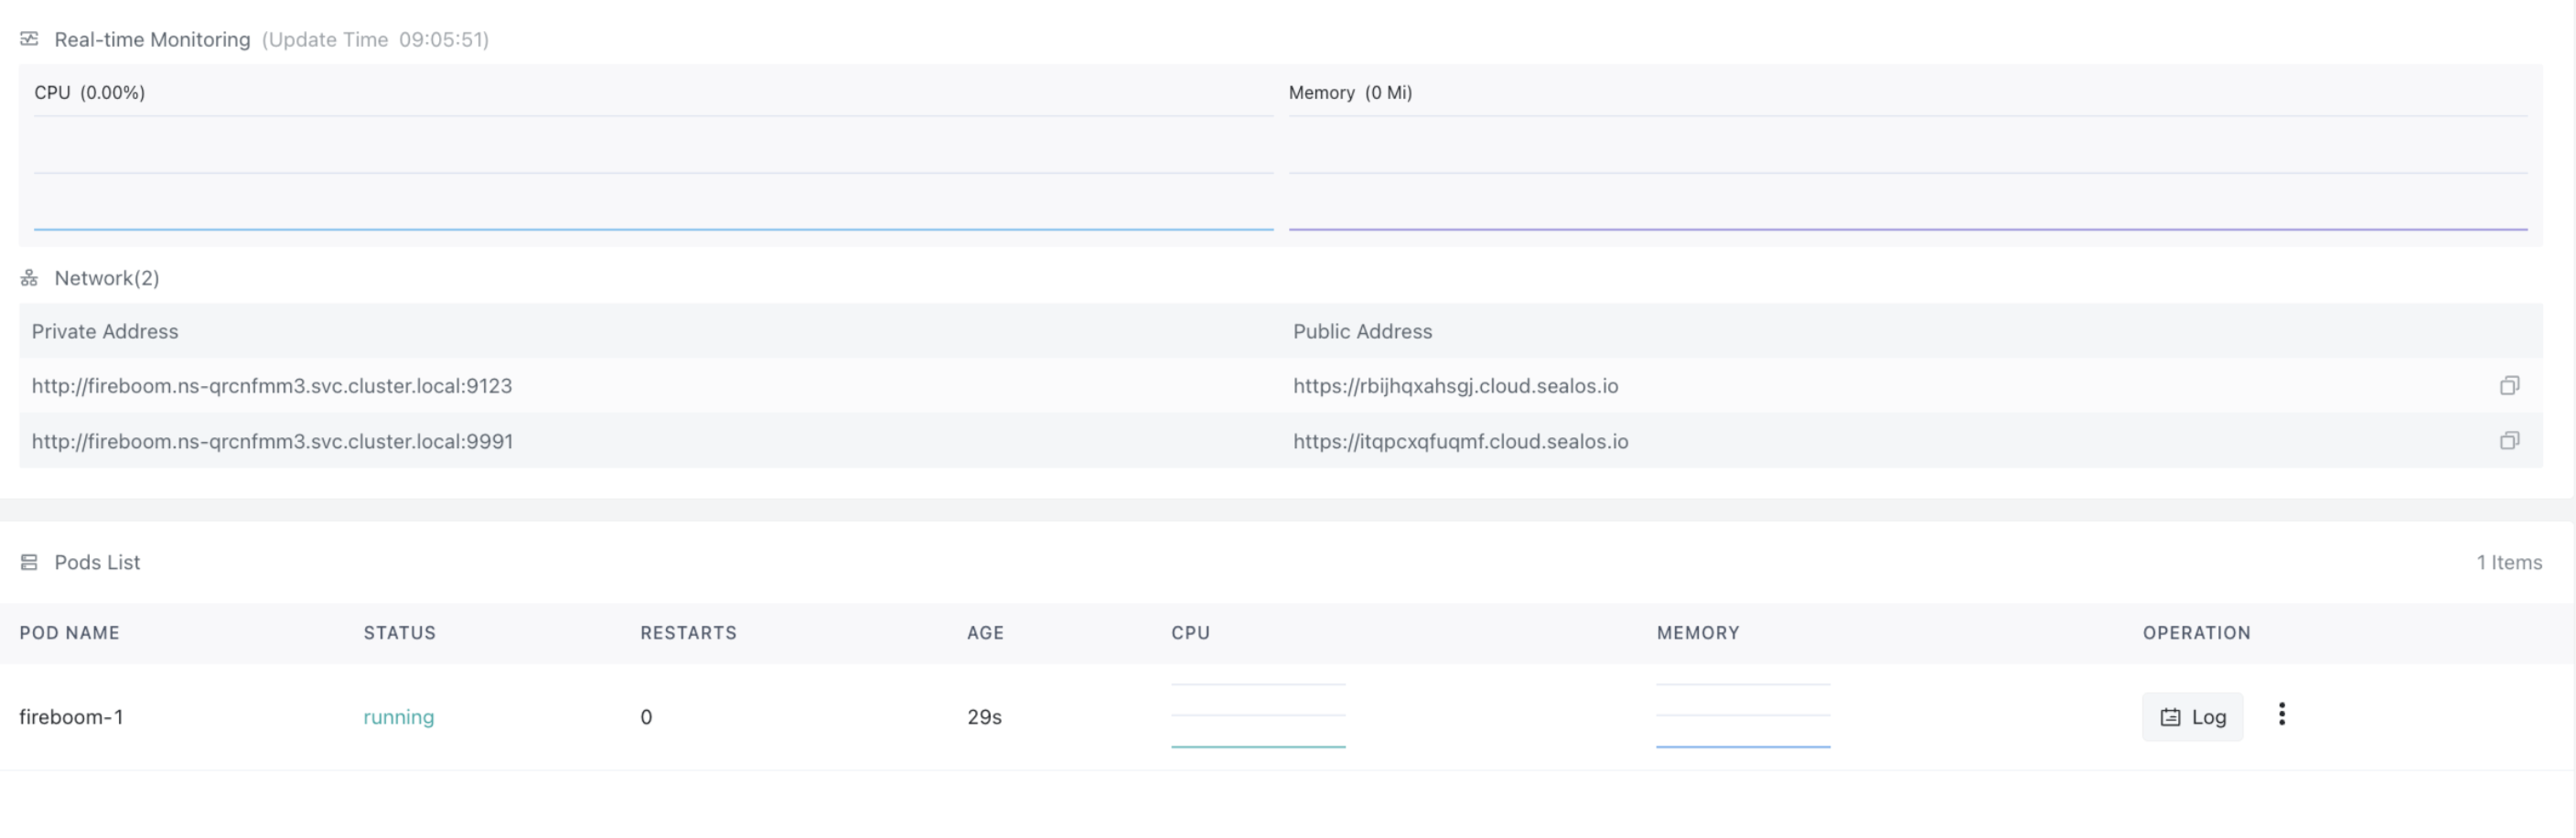 Real-time Monitoring (Update Time 09:05:51)
CPU (0.00%) Memory (0 Mi)
Network(2)
Private Address Public Address
http://fireboom.ns-qrcnfmm3.svc.cluster.local:9123 https://rbijhqxahsgj.cloud.sealos.io
http://fireboom.ns-qrcnfmm3.svc.cluster.local:9991 https://itqpcxqfuqmf.cloud.sealos.io
Pods List 1 Items
POD NAME STATUS RESTARTS AGE CPU MEMORY OPERATION
fireboom-1 running 0 29s Log